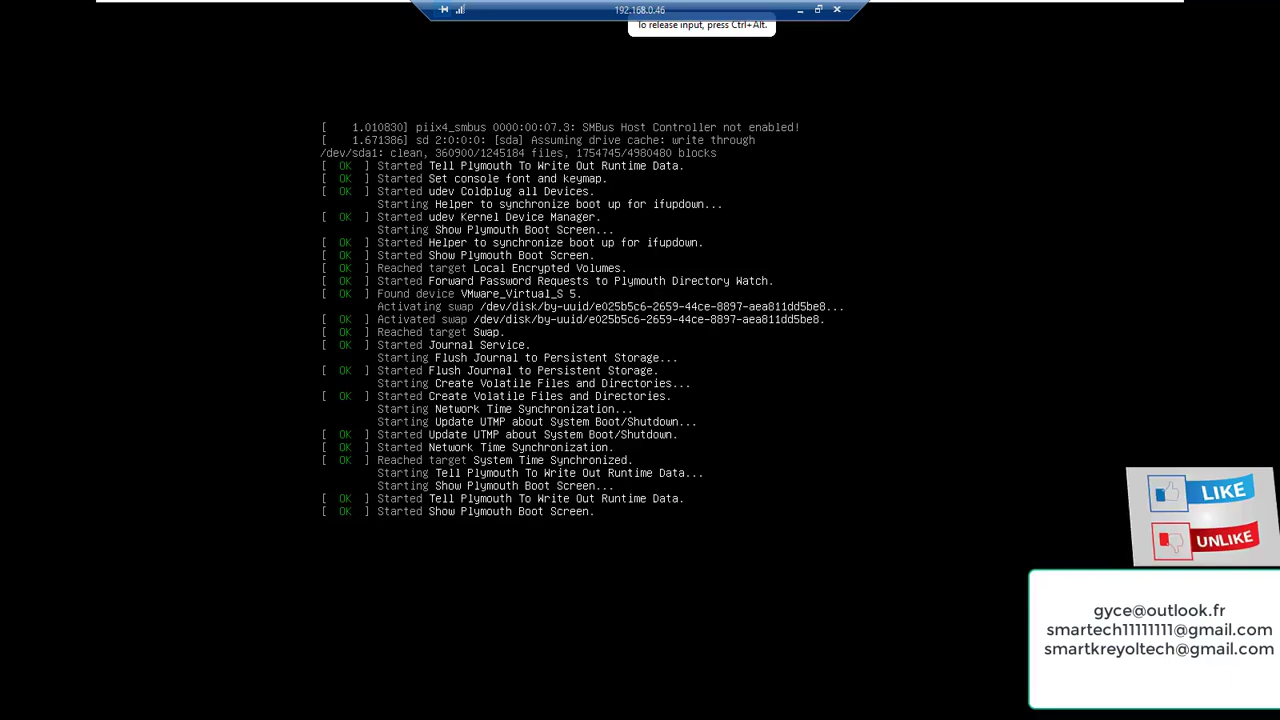 192.168.0.46
To release input, press Ctrl+Alt.
[    1.010830] piix4_smbus 0000:00:07.3: SMBus Host Controller not enabled!
[    1.671386] sd 2:0:0:0: [sda] Assuming drive cache: write through
/dev/sda1: clean, 360900/1245184 files, 1754745/4980480 blocks
[  OK  ] Started Tell Plymouth To Write Out Runtime Data.
[  OK  ] Started Set console font and keymap.
[  OK  ] Started udev Coldplug all Devices.
         Starting Helper to synchronize boot up for ifupdown...
[  OK  ] Started udev Kernel Device Manager.
         Starting Show Plymouth Boot Screen...
[  OK  ] Started Helper to synchronize boot up for ifupdown.
[  OK  ] Started Show Plymouth Boot Screen.
[  OK  ] Reached target Local Encrypted Volumes.
[  OK  ] Started Forward Password Requests to Plymouth Directory Watch.
[  OK  ] Found device VMware_Virtual_S 5.
         Activating swap /dev/disk/by-uuid/e025b5c6-2659-44ce-8897-aea811dd5be8...
[  OK  ] Activated swap /dev/disk/by-uuid/e025b5c6-2659-44ce-8897-aea811dd5be8.
[  OK  ] Reached target Swap.
[  OK  ] Started Journal Service.
         Starting Flush Journal to Persistent Storage...
[  OK  ] Started Flush Journal to Persistent Storage.
         Starting Create Volatile Files and Directories...
[  OK  ] Started Create Volatile Files and Directories.
         Starting Network Time Synchronization...
         Starting Update UTMP about System Boot/Shutdown...
[  OK  ] Started Update UTMP about System Boot/Shutdown.
[  OK  ] Started Network Time Synchronization.
[  OK  ] Reached target System Time Synchronized.
         Starting Tell Plymouth To Write Out Runtime Data...
         Starting Show Plymouth Boot Screen...
[  OK  ] Started Tell Plymouth To Write Out Runtime Data.
[  OK  ] Started Show Plymouth Boot Screen.
LIKE
UNLIKE
gyce@outlook.fr
smartech11111111@gmail.com
smartkreyoltech@gmail.com